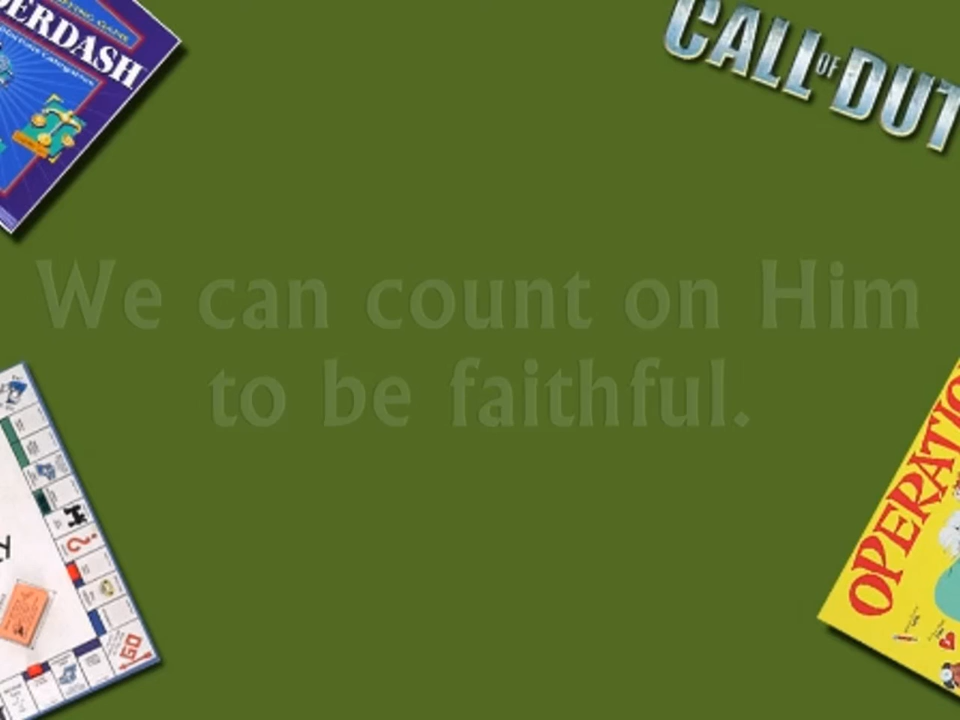 ERDASH
CALL OF DUT
We can count on Him
to be faithful.
OPERATIO
GO